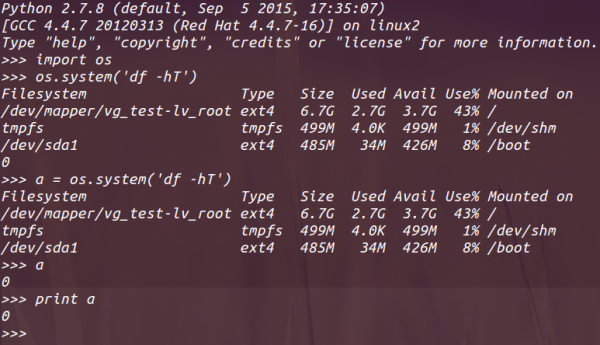 Python 2.7.8 (default, Sep  5 2015, 17:35:07)
[GCC 4.4.7 20120313 (Red Hat 4.4.7-16)] on linux2
Type "help", "copyright", "credits" or "license" for more information.
>>> import os
>>> os.system('df -hT')
Filesystem                   Type   Size  Used Avail Use% Mounted on
/dev/mapper/vg_test-lv_root ext4   6.7G  2.7G  3.7G  43% /
tmpfs                        tmpfs  499M  4.0K  499M   1% /dev/shm
/dev/sda1                    ext4   485M   34M  426M   8% /boot
0
>>> a = os.system('df -hT')
Filesystem                   Type   Size  Used Avail Use% Mounted on
/dev/mapper/vg_test-lv_root ext4   6.7G  2.7G  3.7G  43% /
tmpfs                        tmpfs  499M  4.0K  499M   1% /dev/shm
/dev/sda1                    ext4   485M   34M  426M   8% /boot
>>> a
0
>>> print a
0
>>>